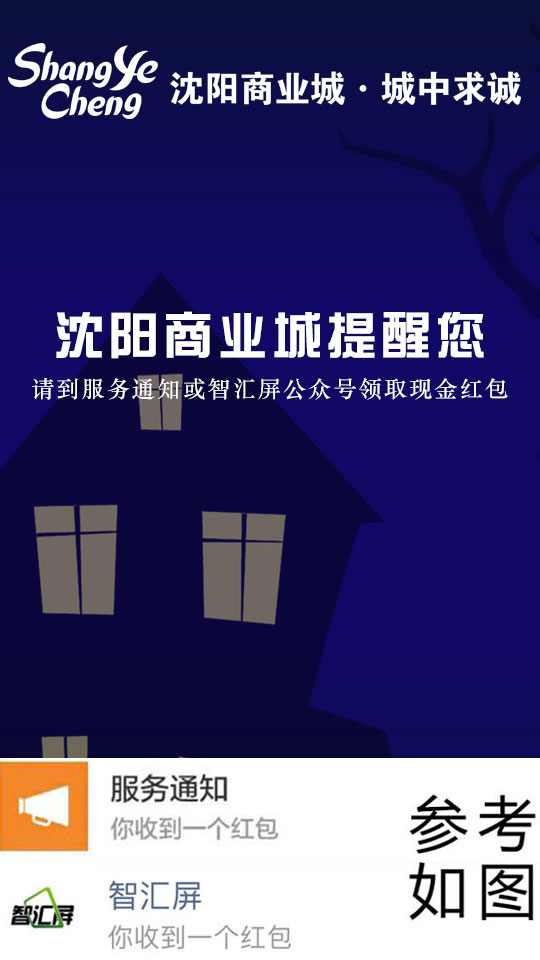 ShangYe
Cheng
沈阳商业城·城中求诚
沈阳商业城提醒您
请到服务通知或智汇屏公众号领取现金红包
服务通知
你收到一个红包
参考
如图
智汇屏
智汇屏
你收到一个红包